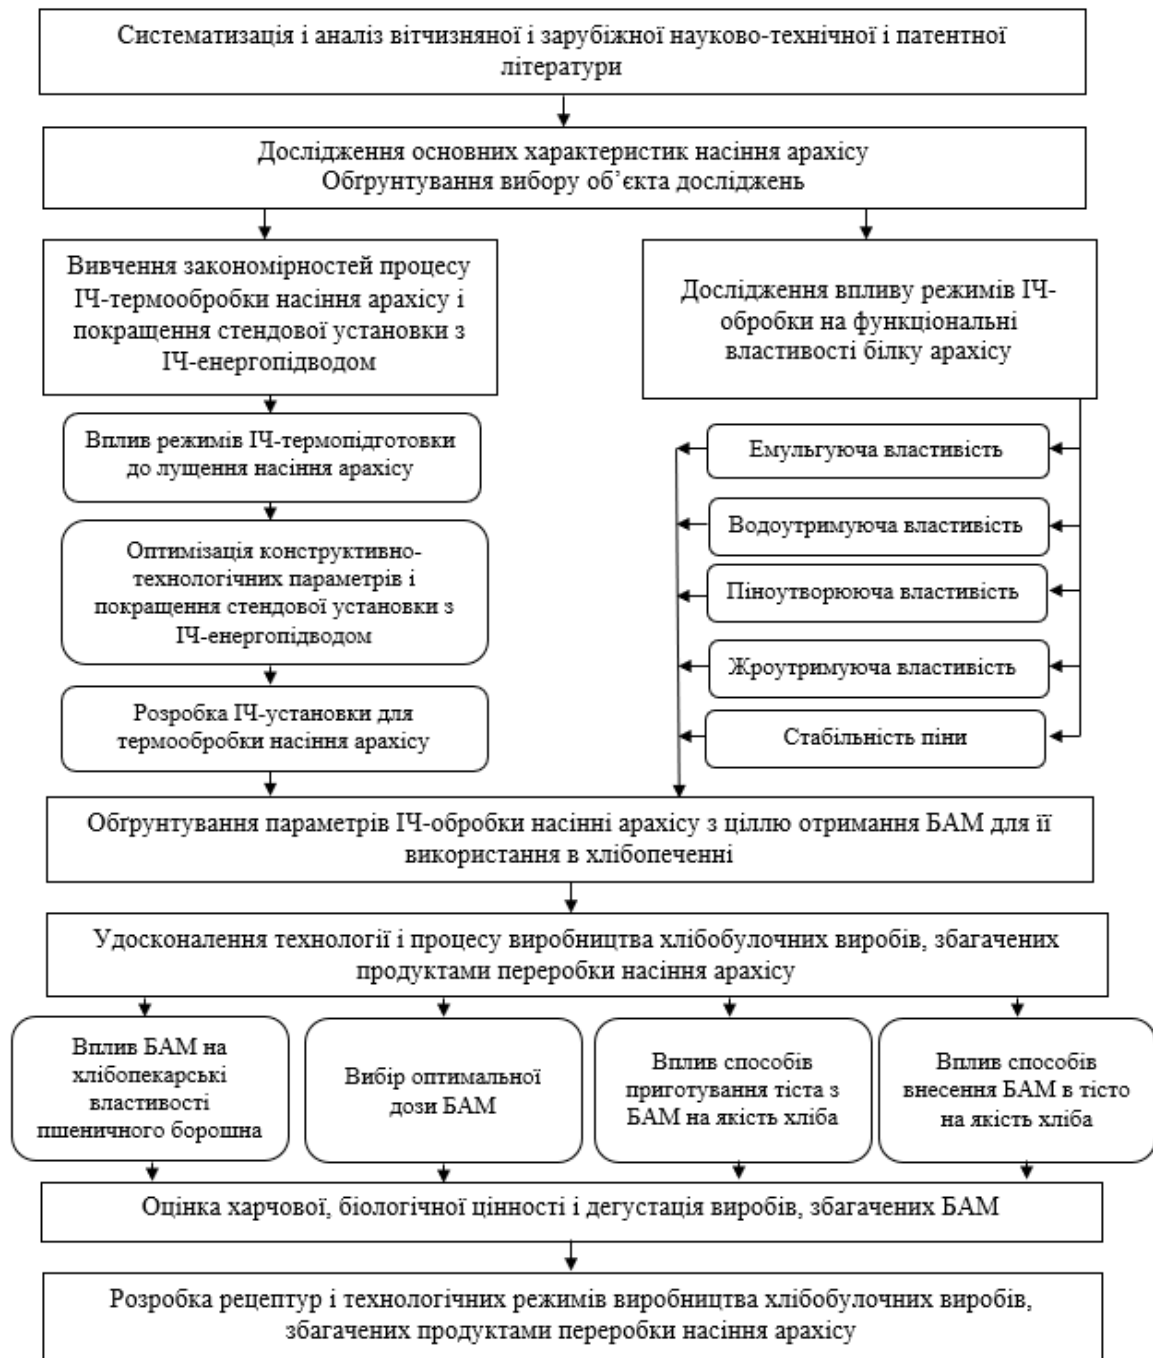 Систематизація і аналіз вітчизняної і зарубіжної науково-технічної і патентної
літератури
Дослідження основних характеристик насіння арахісу
Обґрунтування вибору об’єкта досліджень
Вивчення закономірностей процесу
ІЧ-термообробки насіння арахісу і
покращення стендової установки з
ІЧ-енергопідводом
Дослідження впливу режимів ІЧ-
обробки на функціональні
властивості білку арахісу
Вплив режимів ІЧ-термопідготовки
до лущення насіння арахісу
Оптимізація конструктивно-
технологічних параметрів і
покращення стендової установки з
ІЧ-енергопідводом
Розробка ІЧ-установки для
термообробки насіння арахісу
Емульгуюча властивість
Водоутримуюча властивість
Піноутворююча властивість
Жроутримуюча властивість
Стабільність піни
Обґрунтування параметрів ІЧ-обробки насінні арахісу з ціллю отримання БАМ для її
використання в хлібопеченні
Удосконалення технології і процесу виробництва хлібобулочних виробів, збагачених
продуктами переробки насіння арахісу
Вплив БАМ на
хлібопекарські
властивості
пшеничного борошна
Вибір оптимальної
дози БАМ
Вплив способів
приготування тіста з
БАМ на якість хліба
Вплив способів
внесення БАМ в тісто
на якість хліба
Оцінка харчової, біологічної цінності і дегустація виробів, збагачених БАМ
Розробка рецептур і технологічних режимів виробництва хлібобулочних виробів,
збагачених продуктами переробки насіння арахісу